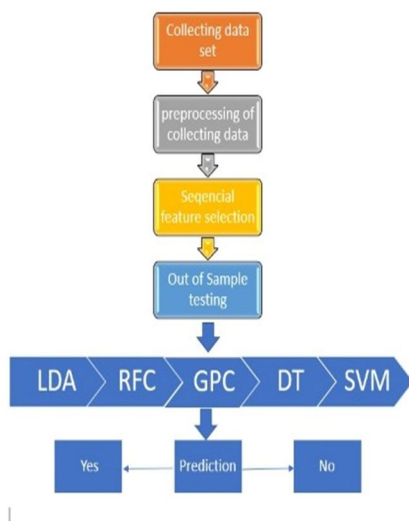 Collecting data
set
preprocessing of
collecting data
Seqencial
feature selection
Out of Sample
testing
LDA RFC GPC DT SVM
Yes Prediction No